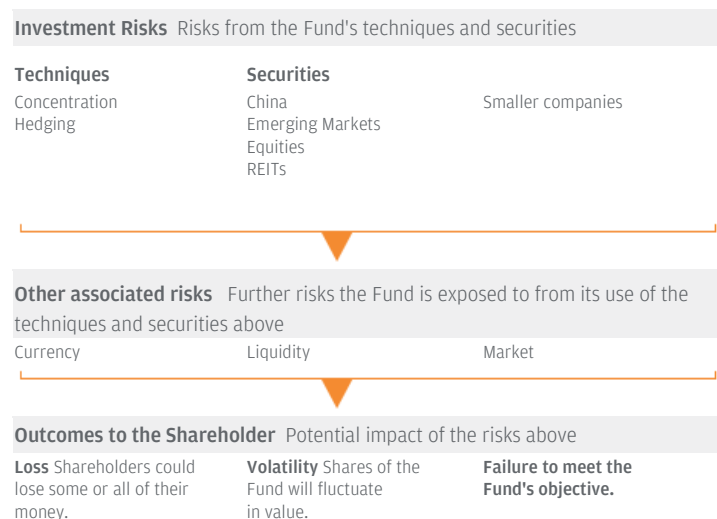 Investment Risks Risks from the Fund's techniques and securities
Techniques
Concentration
Hedging
Securities
China
Emerging Markets
Equities
REITs
Smaller companies
Other associated risks Further risks the Fund is exposed to from its use of the
techniques and securities above
Currency
Liquidity
Market
Outcomes to the Shareholder Potential impact of the risks above
Loss Shareholders could
lose some or all of their
money.
Volatility Shares of the
Fund will fluctuate
in value.
Failure to meet the
Fund's objective.